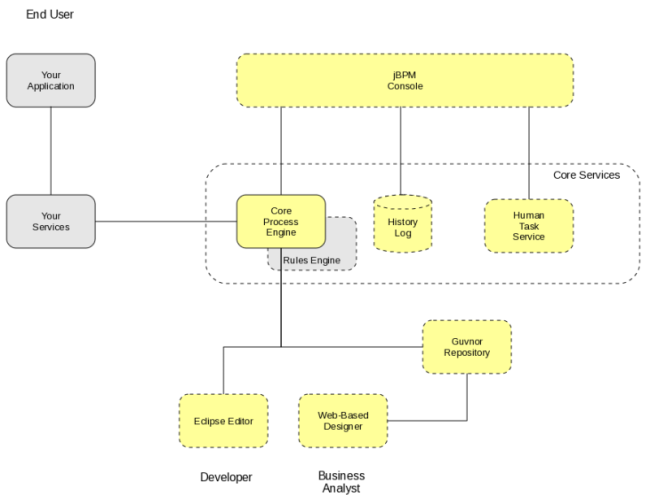 End User
Your
Application
jBPM
Console
Core Services
Your
Services
Core
Process
Engine
History
Log
Human
Task
Service
Rules Engine
Guvnor
Repository
Eclipse Editor
Web-Based
Designer
Developer
Business
Analyst